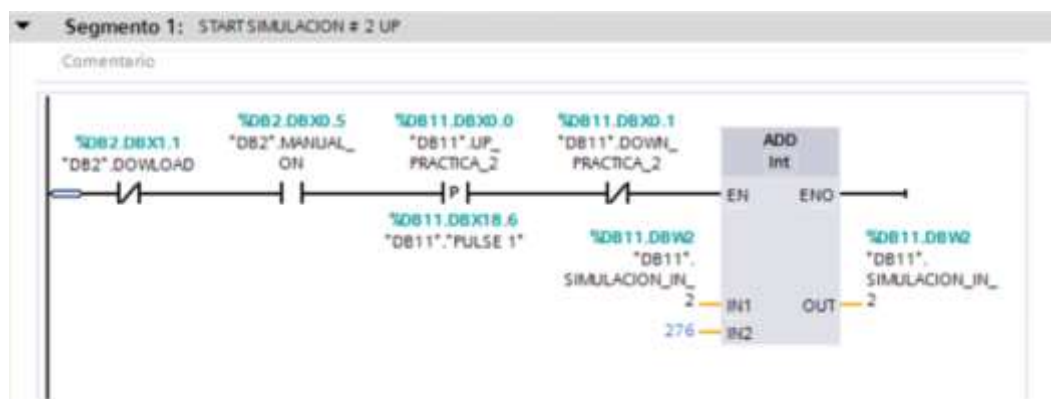 Segmento 1: START SIMULACION # 2 UP
Comentario
%DB2.DBX1.1
"DB2".DOWLOAD
%DB2.DBX0.5
"DB2".MANUAL_
ON
%DB11.DBX0.0
"DB11".UP_
PRACTICA_2
P
%DB11.DBX18.6
"DB11"."PULSE 1"
%DB11.DBX0.1
"DB11".DOWN_
PRACTICA_2
ADD
Int
EN ENO
%DB11.DBW2
"DB11".
SIMULACION_IN_
2
IN1
276
IN2
OUT
%DB11.DBW2
"DB11".
SIMULACION_IN_
2